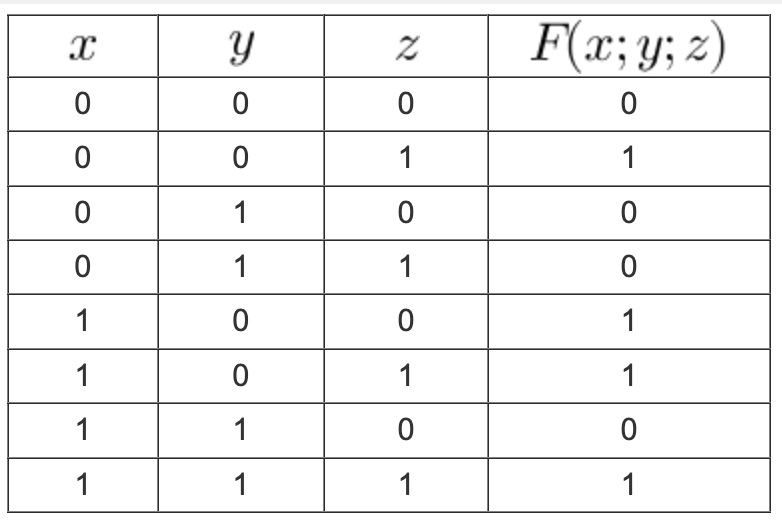 x y z F(x; y; z)
0 0 0 0
0 0 1 1
0 1 0 0
0 1 1 0
1 0 0 1
1 0 1 1
1 1 0 0
1 1 1 1